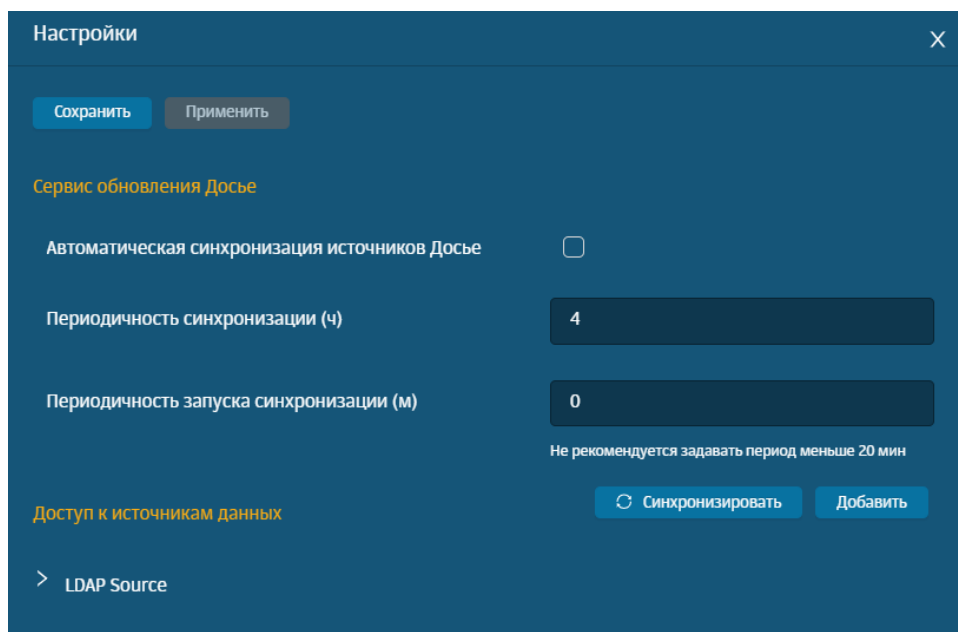 Настройки
X
Сохранить Применить
Сервис обновления Досье
Автоматическая синхронизация источников Досье
Периодичность синхронизации (ч) 4
Периодичность запуска синхронизации (м) 0
Не рекомендуется задавать период меньше 20 мин
Доступ к источникам данных Синхронизировать Добавить
LDAP Source